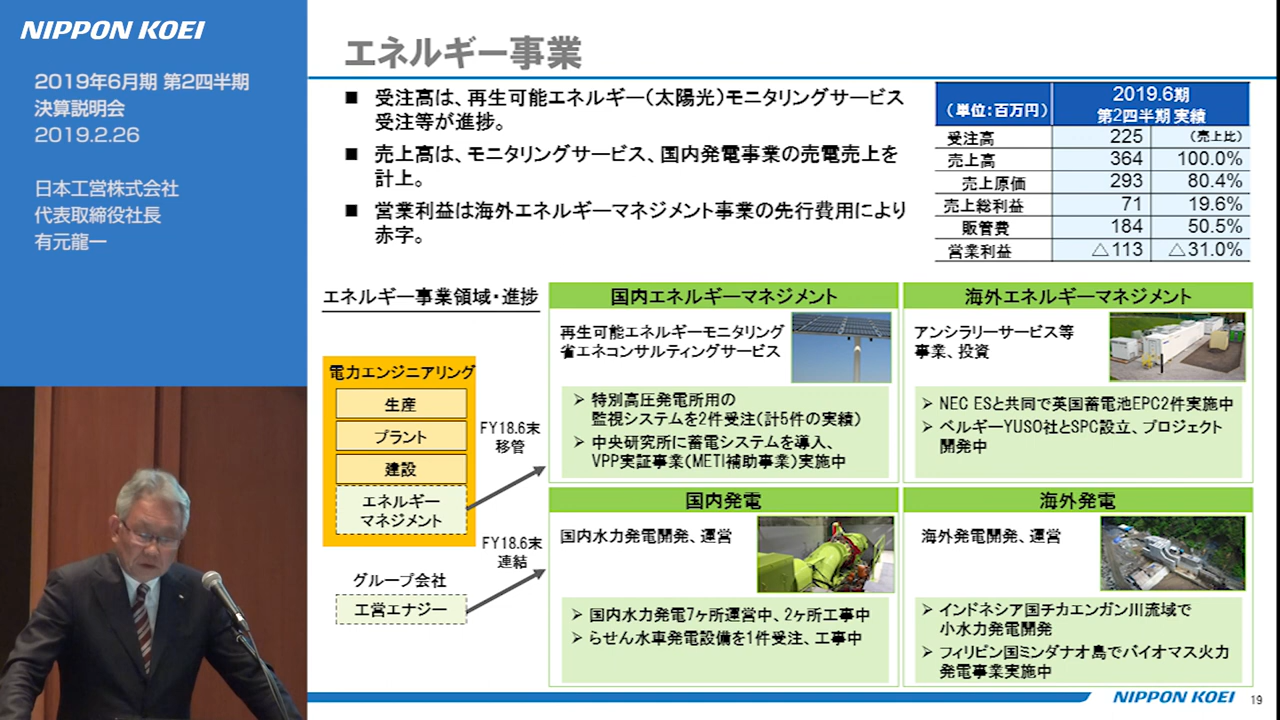 NIPPON KOEI
2019年6月期 第2四半期
決算説明会
2019.2.26
日本工営株式会社
代表取締役社長
有元龍一
エネルギー事業
■ 受注高は、再生可能エネルギー(太陽光)モニタリングサービス
受注等が進捗。
■ 売上高は、モニタリングサービス、国内発電事業の売電売上を
計上。
■ 営業利益は海外エネルギーマネジメント事業の先行費用により
赤字。
(単位:百万円) 2019.6期
第2四半期 実績
受注高 225 (売上比)
売上高 364 100.0%
売上原価 293 80.4%
売上総利益 71 19.6%
販管費 184 50.5%
営業利益 △113 △31.0%
エネルギー事業領域・進捗
電力エンジニアリング
生産
プラント
建設
エネルギー
マネジメント
FY18.6末
移管
グループ会社
工営エナジー
FY18.6末
連結
国内エネルギーマネジメント
再生可能エネルギーモニタリング
省エネコンサルティングサービス
➢ 特別高圧発電所用の
監視システムを2件受注(計5件の実績)
➢ 中央研究所に蓄電システムを導入、
VPP実証事業(METI補助事業)実施中
海外エネルギーマネジメント
アンシラリーサービス等
事業、投資
➢ NEC ESと共同で英国蓄電池EPC2件実施中
➢ ベルギーYUSO社とSPC設立、プロジェクト
開発中
国内発電
国内水力発電開発、運営
➢ 国内水力発電7ヶ所運営中、2ヶ所工事中
➢ らせん水車発電設備を1件受注、工事中
海外発電
海外発電開発、運営
➢ インドネシア国チカエンガン川流域で
小水力発電開発
➢ フィリピン国ミンダナオ島でバイオマス火力
発電事業実施中
NIPPON KOEI 19